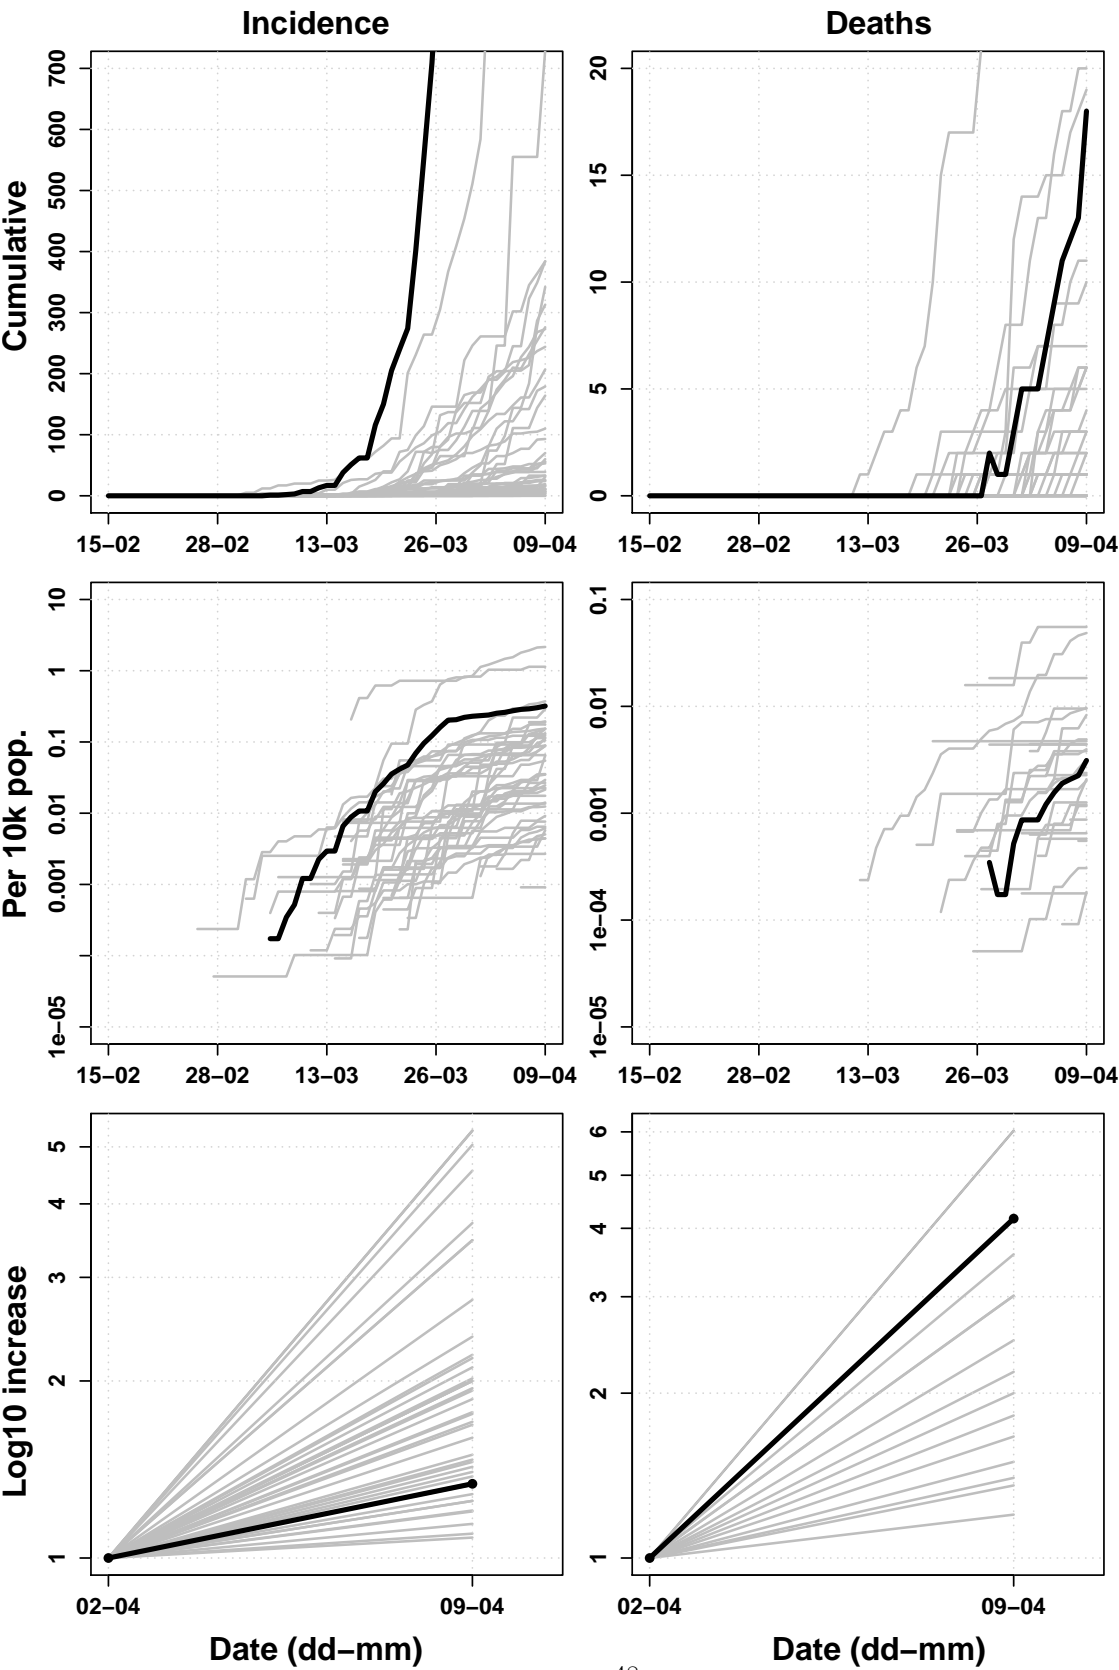 Incidence
Deaths
Cumulative
0 100 200 300 400 500 600 700
15−02 28−02 13−03 26−03 09−04
0 5 10 15 20
15−02 28−02 13−03 26−03 09−04
Per 10k pop.
1e−05 0.001 0.01 0.1 1 10
15−02 28−02 13−03 26−03 09−04
1e−05 1e−04 0.001 0.01 0.1
15−02 28−02 13−03 26−03 09−04
Log10 increase
1 2 3 4 5
02−04 09−04
Date (dd−mm)
1 2 3 4 5 6
02−04 09−04
Date (dd−mm)